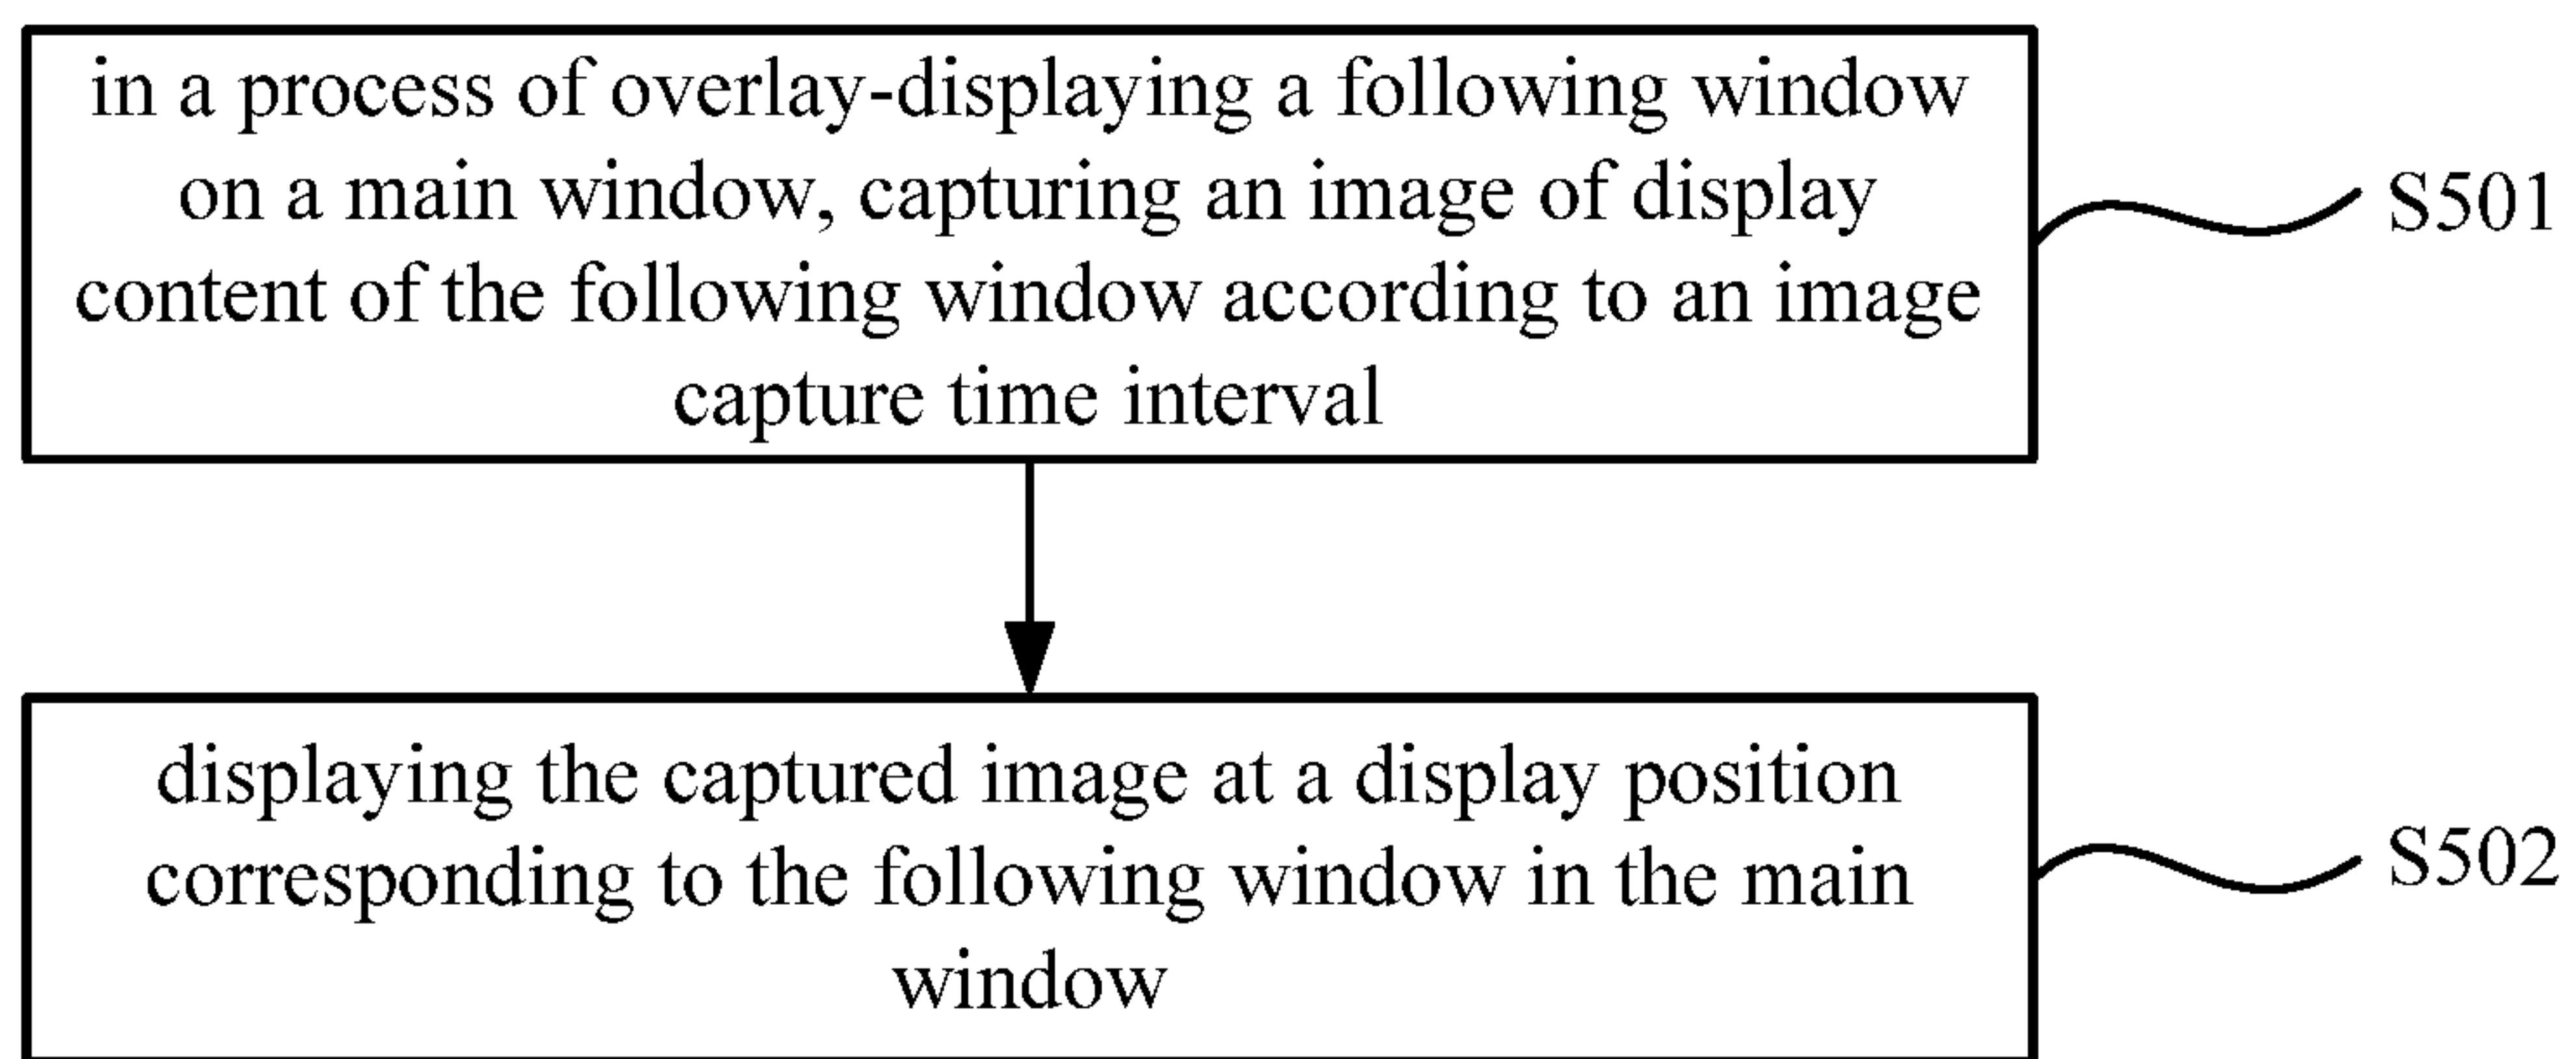 in a process of overlay-displaying a following window
on a main window, capturing an image of display
content of the following window according to an image
capture time interval
S501
displaying the captured image at a display position
corresponding to the following window in the main
window
S502